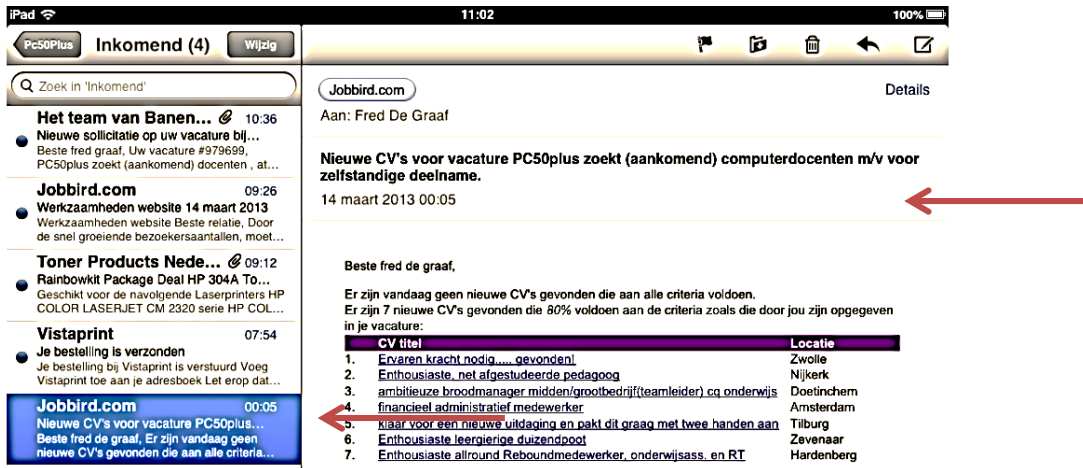 iPad 11:02 100%
Pc50Plus Inkomend (4) Wijzig
Zoek in 'Inkomend'
Het team van Banen... 10:36
Nieuwe sollicitatie op uw vacature bij...
Beste fred graaf, Uw vacature #979699,
PC50plus zoekt (aankomend) docenten , at...
Jobbird.com 09:26
Werkzaamheden website 14 maart 2013
Werkzaamheden website Beste relatie, Door
de snel groeiende bezoekersaantallen, moet...
Toner Products Nede... 09:12
Rainbowkit Package Deal HP 304A To...
Geschikt voor de navolgende Laserprinters HP
COLOR LASERJET CM 2320 serie HP COL...
Vistaprint 07:54
Je bestelling is verzonden
Je bestelling bij Vistaprint is verstuurd Voeg
Vistaprint toe aan je adresboek Let erop dat...
Jobbird.com 00:05
Nieuwe CV's voor vacature PC50plus...
Beste fred de graaf, Er zijn vandaag geen
nieuwe CV's gevonden die aan alle criteria...
Jobbird.com Details
Aan: Fred De Graaf
Nieuwe CV's voor vacature PC50plus zoekt (aankomend) computerdocenten m/v voor
zelfstandige deelname.
14 maart 2013 00:05
Beste fred de graaf,
Er zijn vandaag geen nieuwe CV's gevonden die aan alle criteria voldoen.
Er zijn 7 nieuwe CV's gevonden die 80% voldoen aan de criteria zoals die door jou zijn opgegeven
in je vacature:
CV titel Locatie
1. Ervaren kracht nodig..... gevonden! Zwolle
2. Enthousiaste, net afgestudeerde pedagoog Nijkerk
3. ambitieuze broodmanager midden/grootbedrijf(teamleider) cq onderwijs Doetinchem
4. financieel administratief medewerker Amsterdam
5. klaar voor een nieuwe uitdaging en pakt dit graag met twee handen aan Tilburg
6. Enthousiaste leergierige duizendpoot Zevenaar
7. Enthousiaste allround Reboundmedewerker, onderwijsass. en RT Hardenberg